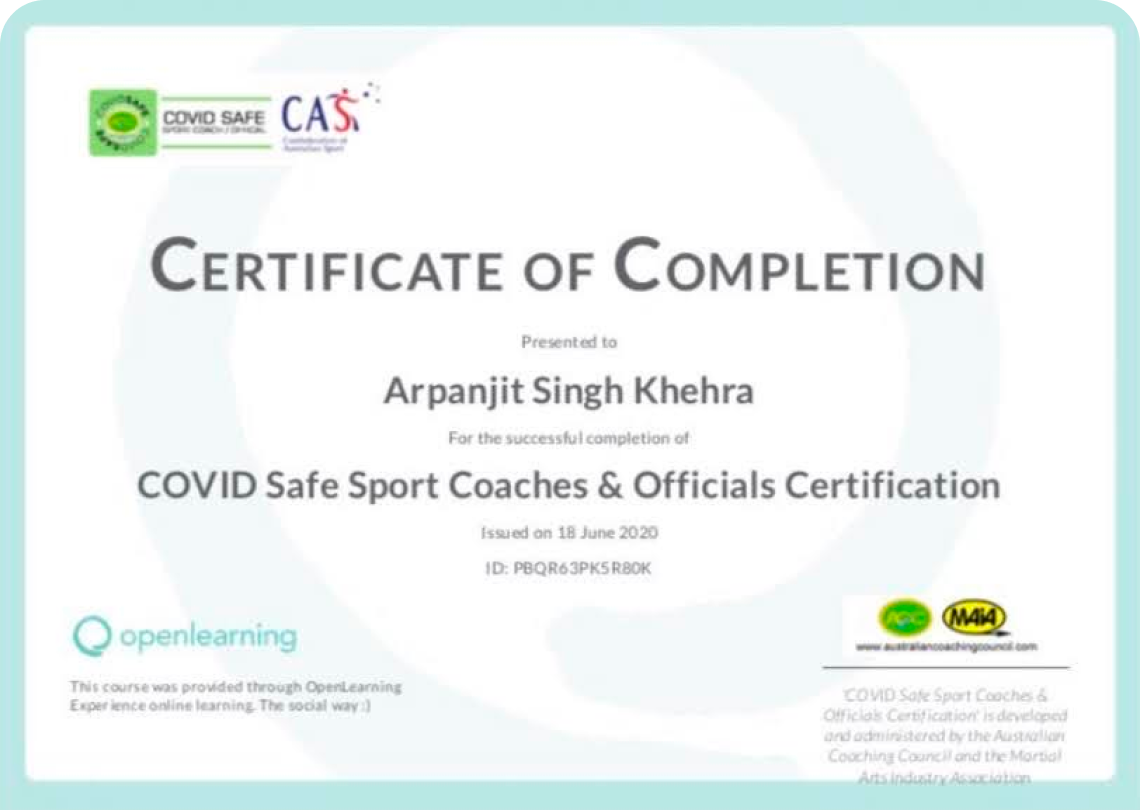 COVID SAFE
SPORT COACH / OFFICIAL
CAS
Confederation of
Australian Sport
CERTIFICATE OF COMPLETION
Presented to
Arpanjit Singh Khehra
For the successful completion of
COVID Safe Sport Coaches & Officials Certification
Issued on 18 June 2020
ID: PBQR63PK5R80K
openlearning
This course was provided through OpenLearning
Experience online learning. The social way :)
ACC MAiA
www.australiancoachingcouncil.com
'COVID Safe Sport Coaches &
Officials Certification' is developed
and administered by the Australian
Coaching Council and the Martial
Arts Industry Association